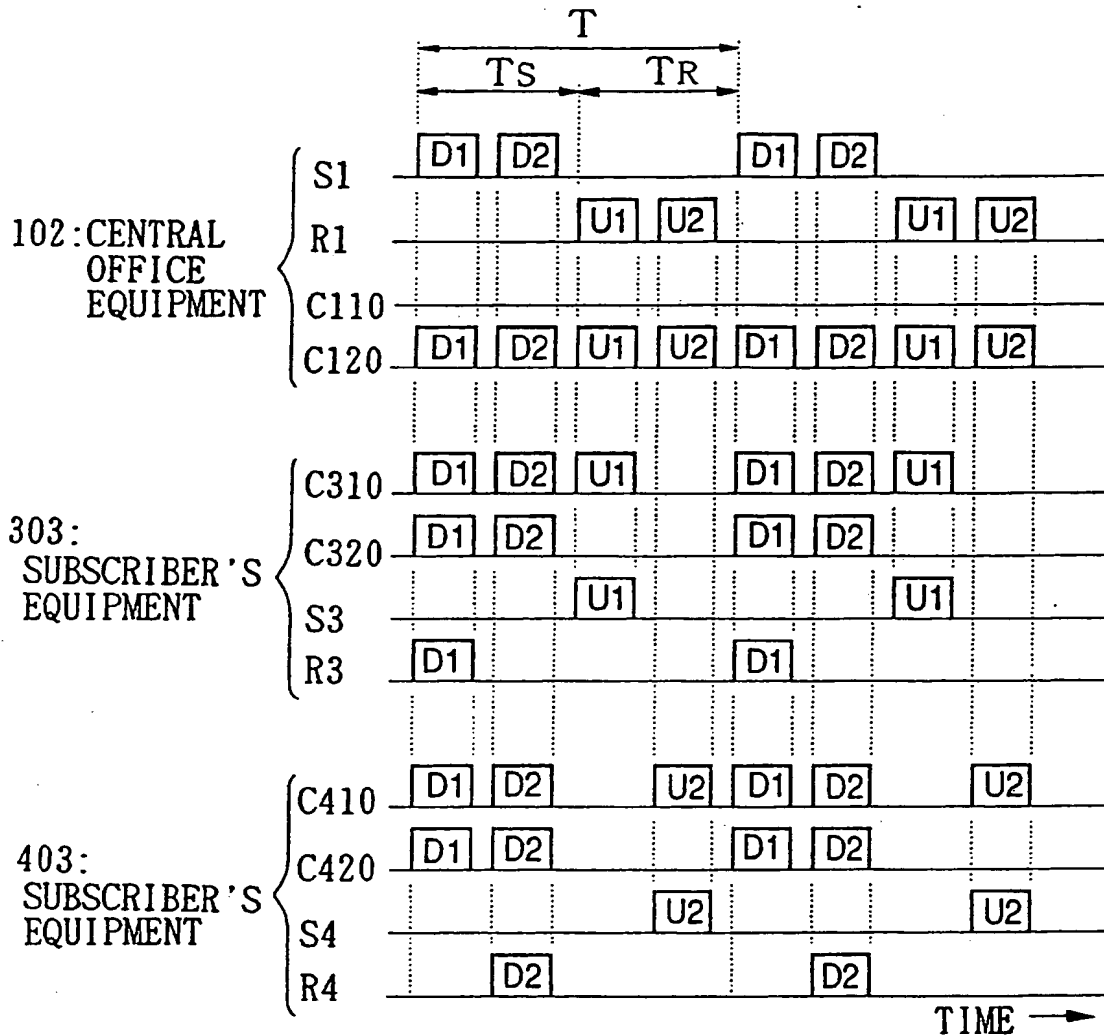 T
TS TR
S1 D1 D2 D1 D2
R1 U1 U2 U1 U2
102:CENTRAL
OFFICE
EQUIPMENT
C110
C120 D1 D2 U1 U2 D1 D2 U1 U2
C310 D1 D2 U1 D1 D2 U1
303:
SUBSCRIBER'S
EQUIPMENT
C320 D1 D2 D1 D2
S3 U1 U1
R3 D1 D1
C410 D1 D2 U2 D1 D2 U2
403:
SUBSCRIBER'S
EQUIPMENT
C420 D1 D2 D1 D2
S4 U2 U2
R4 D2 D2
TIME